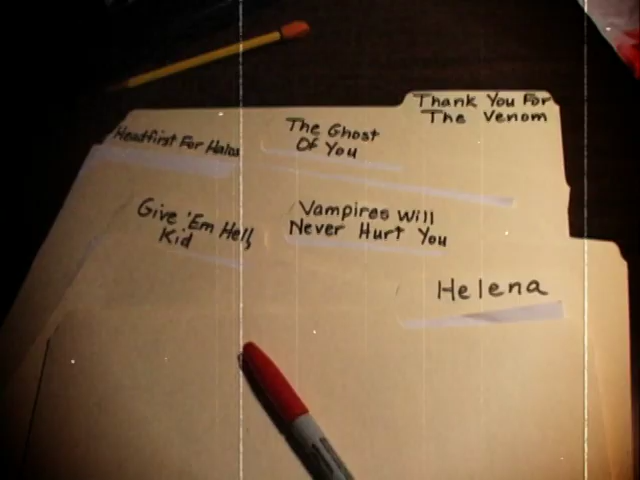 Thank You For
The Venom
Headfirst For Halos
The Ghost
Of You
Give 'Em Hell,
Kid
Vampires Will
Never Hurt You
Helena